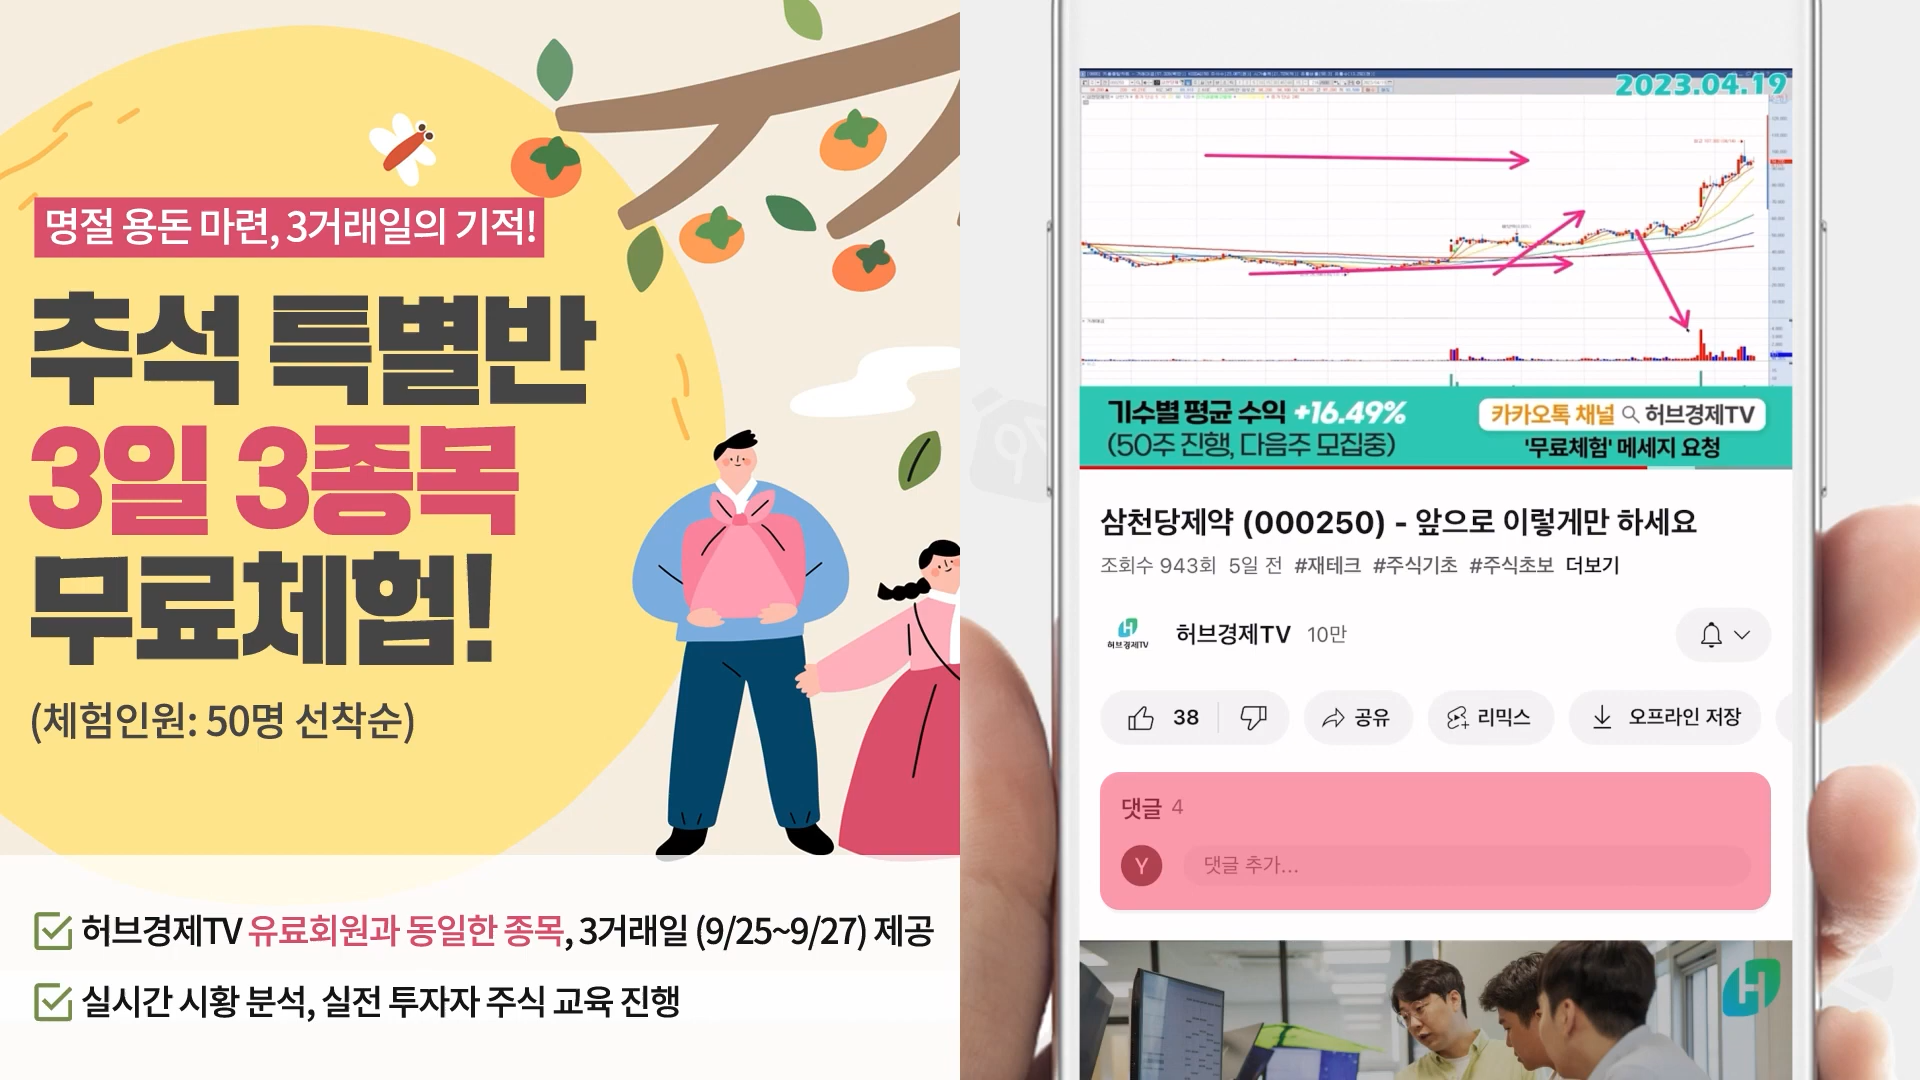 명절 용돈 마련, 3거래일의 기적!
추석 특별반
3일 3종목
무료체험!
(체험인원: 50명 선착순)
허브경제TV 유료회원과 동일한 종목, 3거래일 (9/25~9/27) 제공
실시간 시황 분석, 실전 투자자 주식 교육 진행
2023.04.19
기수별 평균 수익 +16.49%
(50주 진행, 다음주 모집중)
카카오톡 채널 허브경제TV
'무료체험' 메세지 요청
삼천당제약 (000250) - 앞으로 이렇게만 하세요
조회수 943회 5일 전 #재테크 #주식기초 #주식초보 더보기
허브경제TV
허브경제TV 10만
38
공유
리믹스
오프라인 저장
댓글 4
Y
댓글 추가...